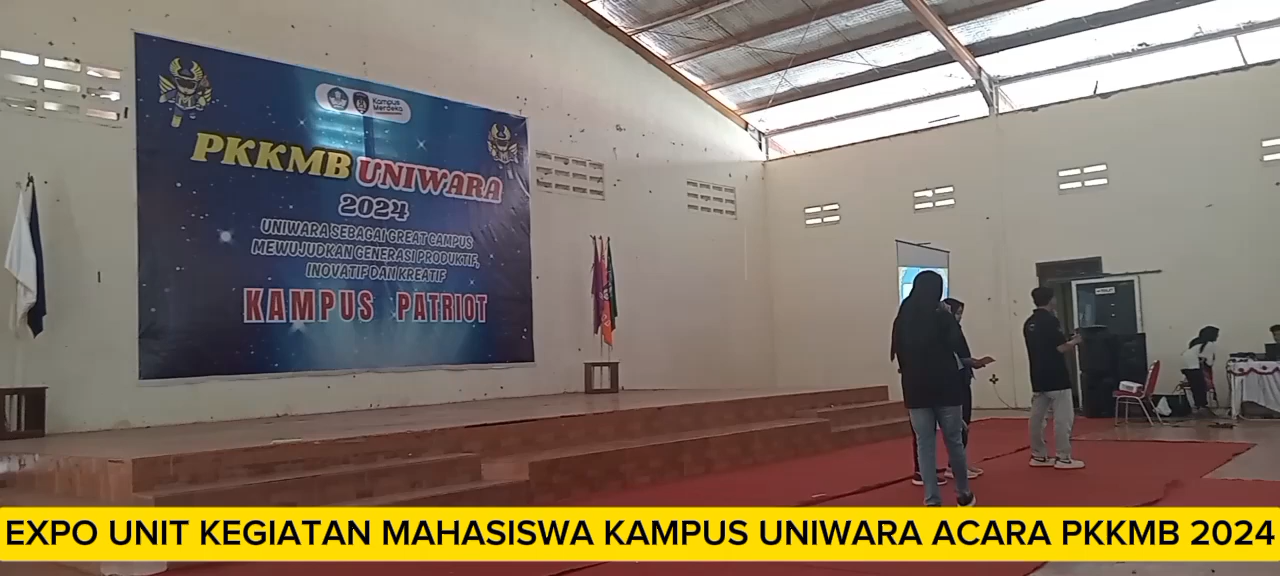 Kampus
Merdeka
PKKMB UNIWARA
2024
UNIWARA SEBAGAI GREAT CAMPUS
MEWUJUDKAN GENERASI PRODUKTIF,
INOVATIF DAN KREATIF
KAMPUS PATRIOT
EXPO UNIT KEGIATAN MAHASISWA KAMPUS UNIWARA ACARA PKKMB 2024